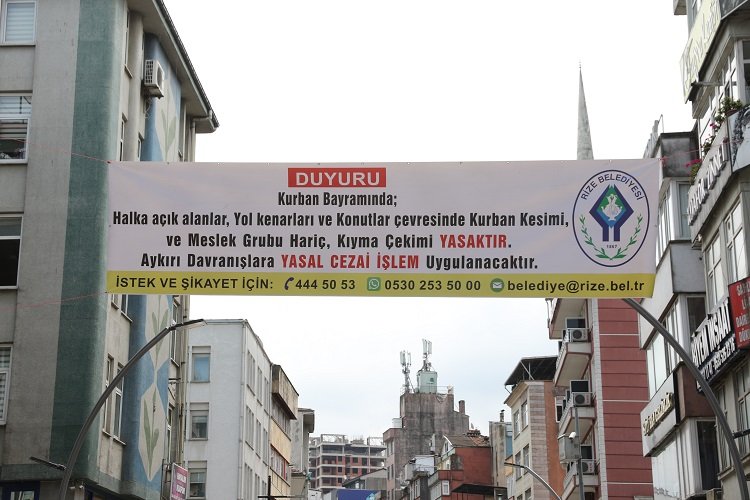 DUYURU
Kurban Bayramında;
Halka açık alanlar, Yol kenarları ve Konutlar çevresinde Kurban Kesimi,
ve Meslek Grubu Hariç, Kıyma Çekimi YASAKTIR.
Aykırı Davranışlara YASAL CEZAİ İŞLEM Uygulanacaktır.
İSTEK VE ŞİKAYET İÇİN: 444 50 53 0530 253 50 00 belediye@rize.bel.tr
RİZE BELEDİYESİ
1867